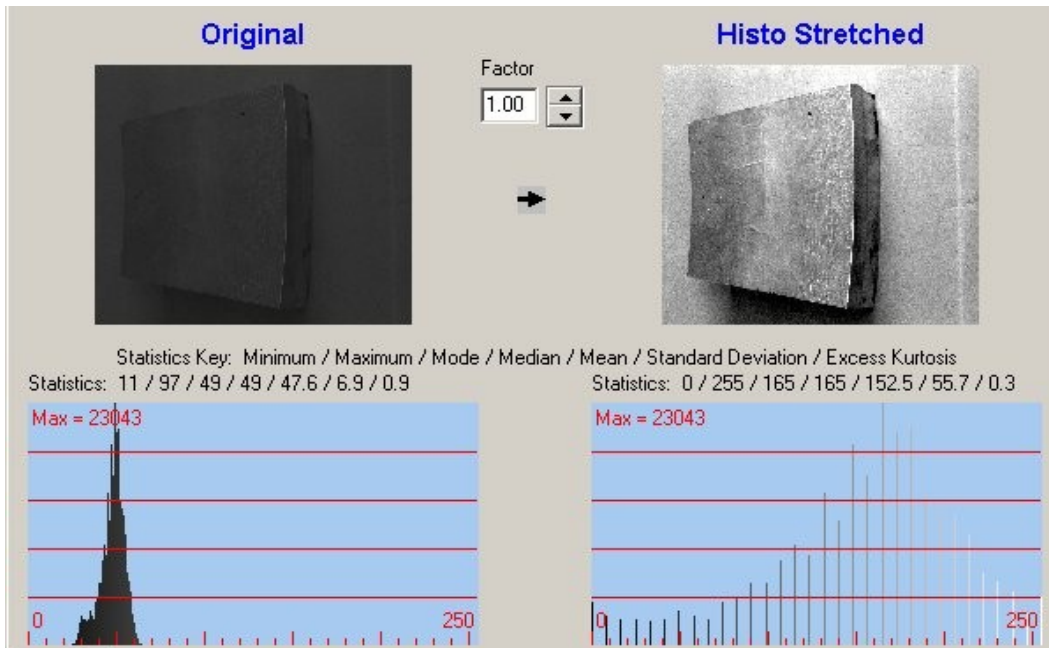 Original
Histo Stretched
Factor
1.00
Statistics Key: Minimum / Maximum / Mode / Median / Mean / Standard Deviation / Excess Kurtosis
Statistics: 11 / 97 / 49 / 49 / 47.6 / 6.9 / 0.9
Statistics: 0 / 255 / 165 / 165 / 152.5 / 55.7 / 0.3
Max = 23043
Max = 23043
0 250
0 250